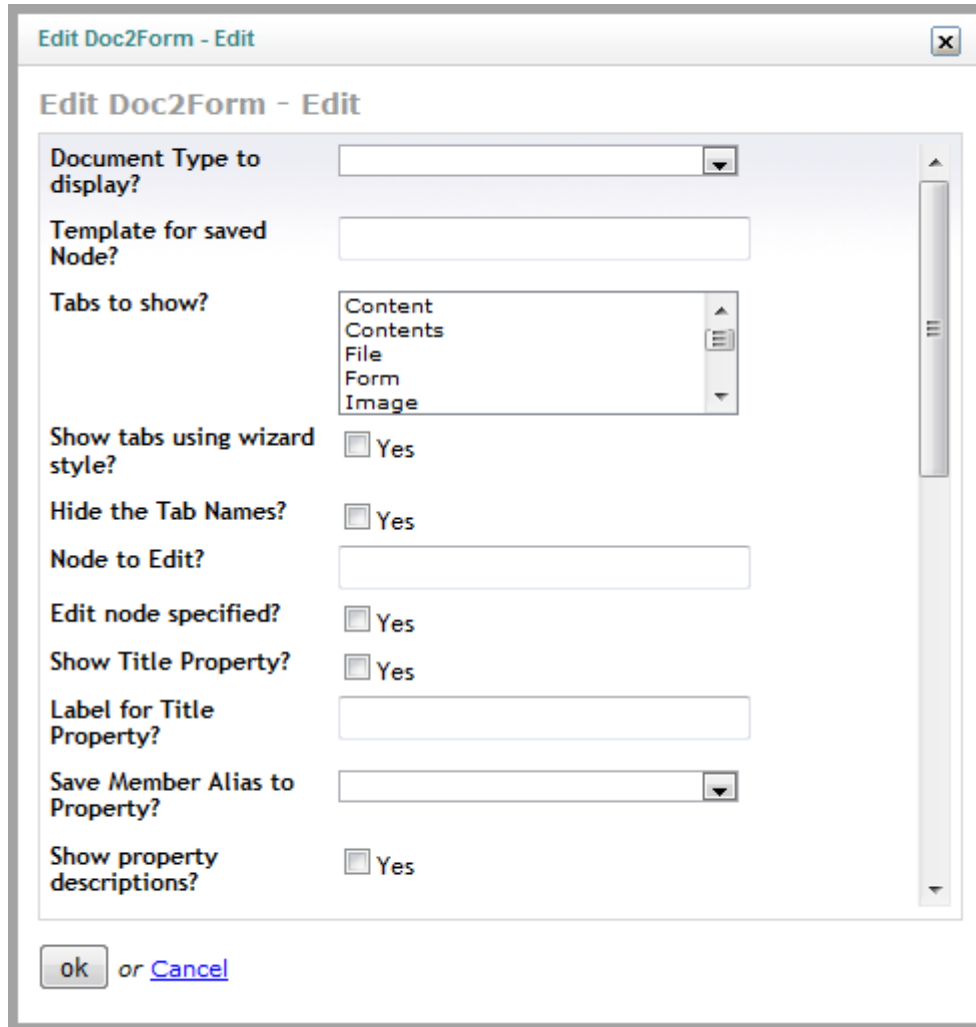 Edit Doc2Form - Edit
Edit Doc2Form - Edit
Document Type to
display?
Template for saved
Node?
Tabs to show?
Content
Contents
File
Form
Image
Show tabs using wizard
style?
Yes
Hide the Tab Names?
Yes
Node to Edit?
Edit node specified?
Yes
Show Title Property?
Yes
Label for Title
Property?
Save Member Alias to
Property?
Show property
descriptions?
Yes
ok or Cancel